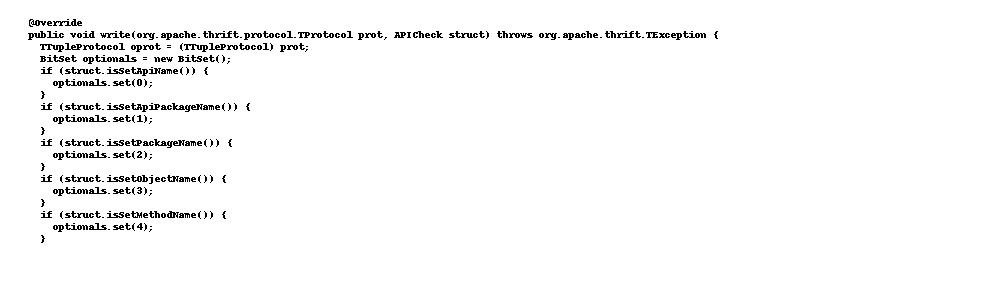 @Override
public void write(org.apache.thrift.protocol.TProtocol prot, APICheck struct) throws org.apache.thrift.TException {
  TTupleProtocol oprot = (TTupleProtocol) prot;
  BitSet optionals = new BitSet();
  if (struct.isSetApiName()) {
    optionals.set(0);
  }
  if (struct.isSetApiPackageName()) {
    optionals.set(1);
  }
  if (struct.isSetPackageName()) {
    optionals.set(2);
  }
  if (struct.isSetObjectName()) {
    optionals.set(3);
  }
  if (struct.isSetMethodName()) {
    optionals.set(4);
  }